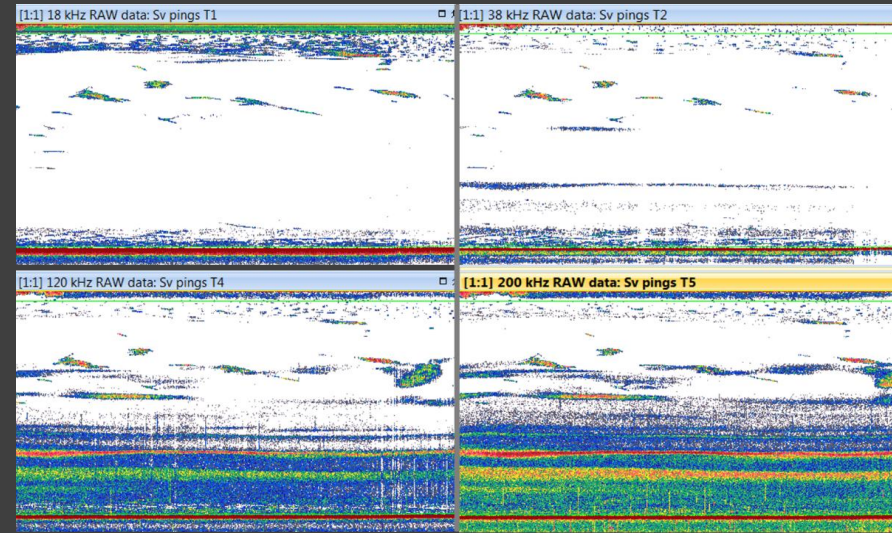 [1:1] 18 kHz RAW data: Sv pings T1
[1:1] 38 kHz RAW data: Sv pings T2
[1:1] 120 kHz RAW data: Sv pings T4
[1:1] 200 kHz RAW data: Sv pings T5